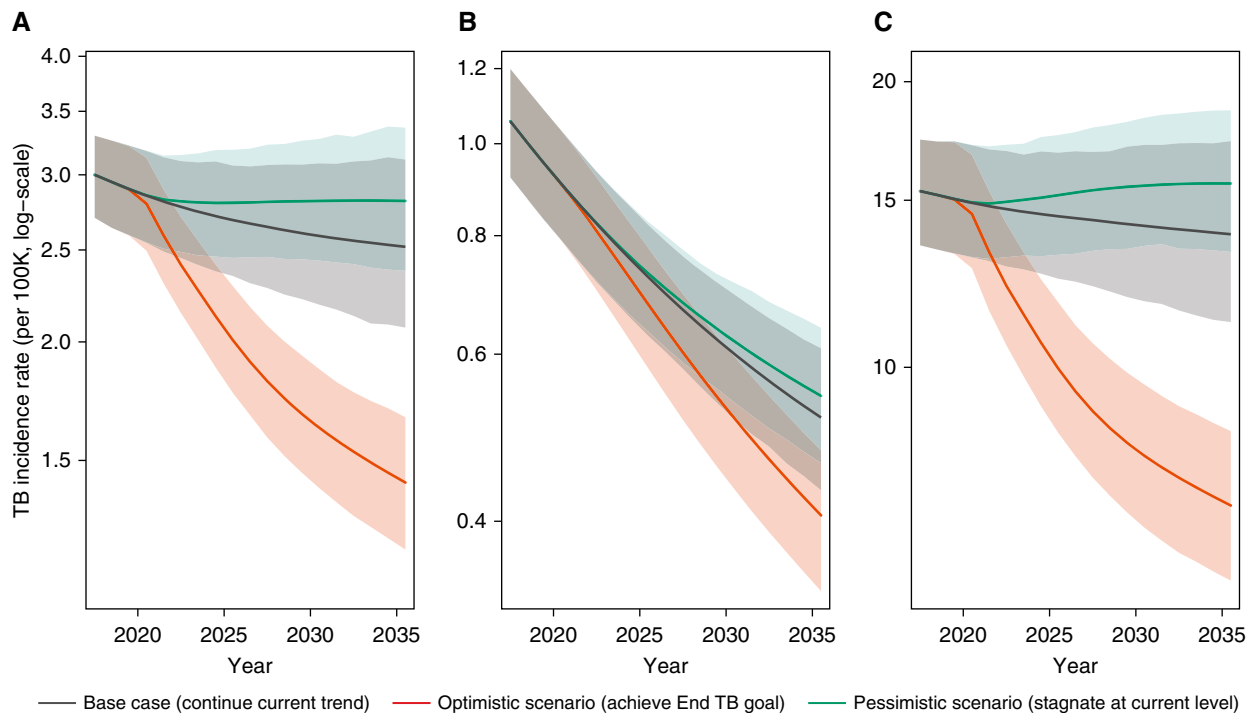 A
B
C
TB incidence rate (per 100K, log−scale)
4.0
3.5
3.0
2.5
2.0
1.5
2020 2025 2030 2035
Year
1.2
1.0
0.8
0.6
0.4
2020 2025 2030 2035
Year
20
15
10
2020 2025 2030 2035
Year
Base case (continue current trend) Optimistic scenario (achieve End TB goal) Pessimistic scenario (stagnate at current level)